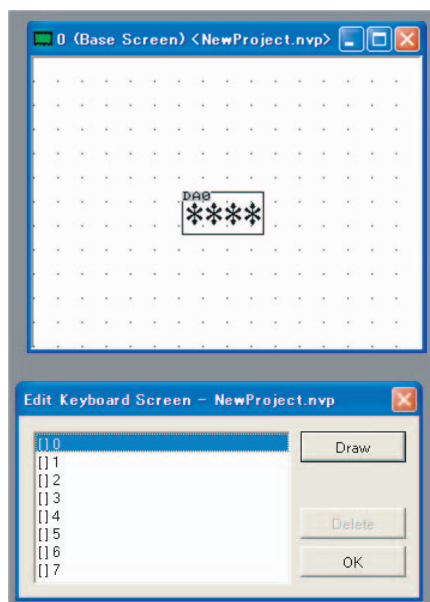 0 (Base Screen) <NewProject.nvp>
DA0
****
Edit Keyboard Screen - NewProject.nvp
[] 0
Draw
[] 1
[] 2
[] 3
[] 4
Delete
[] 5
[] 6
OK
[] 7